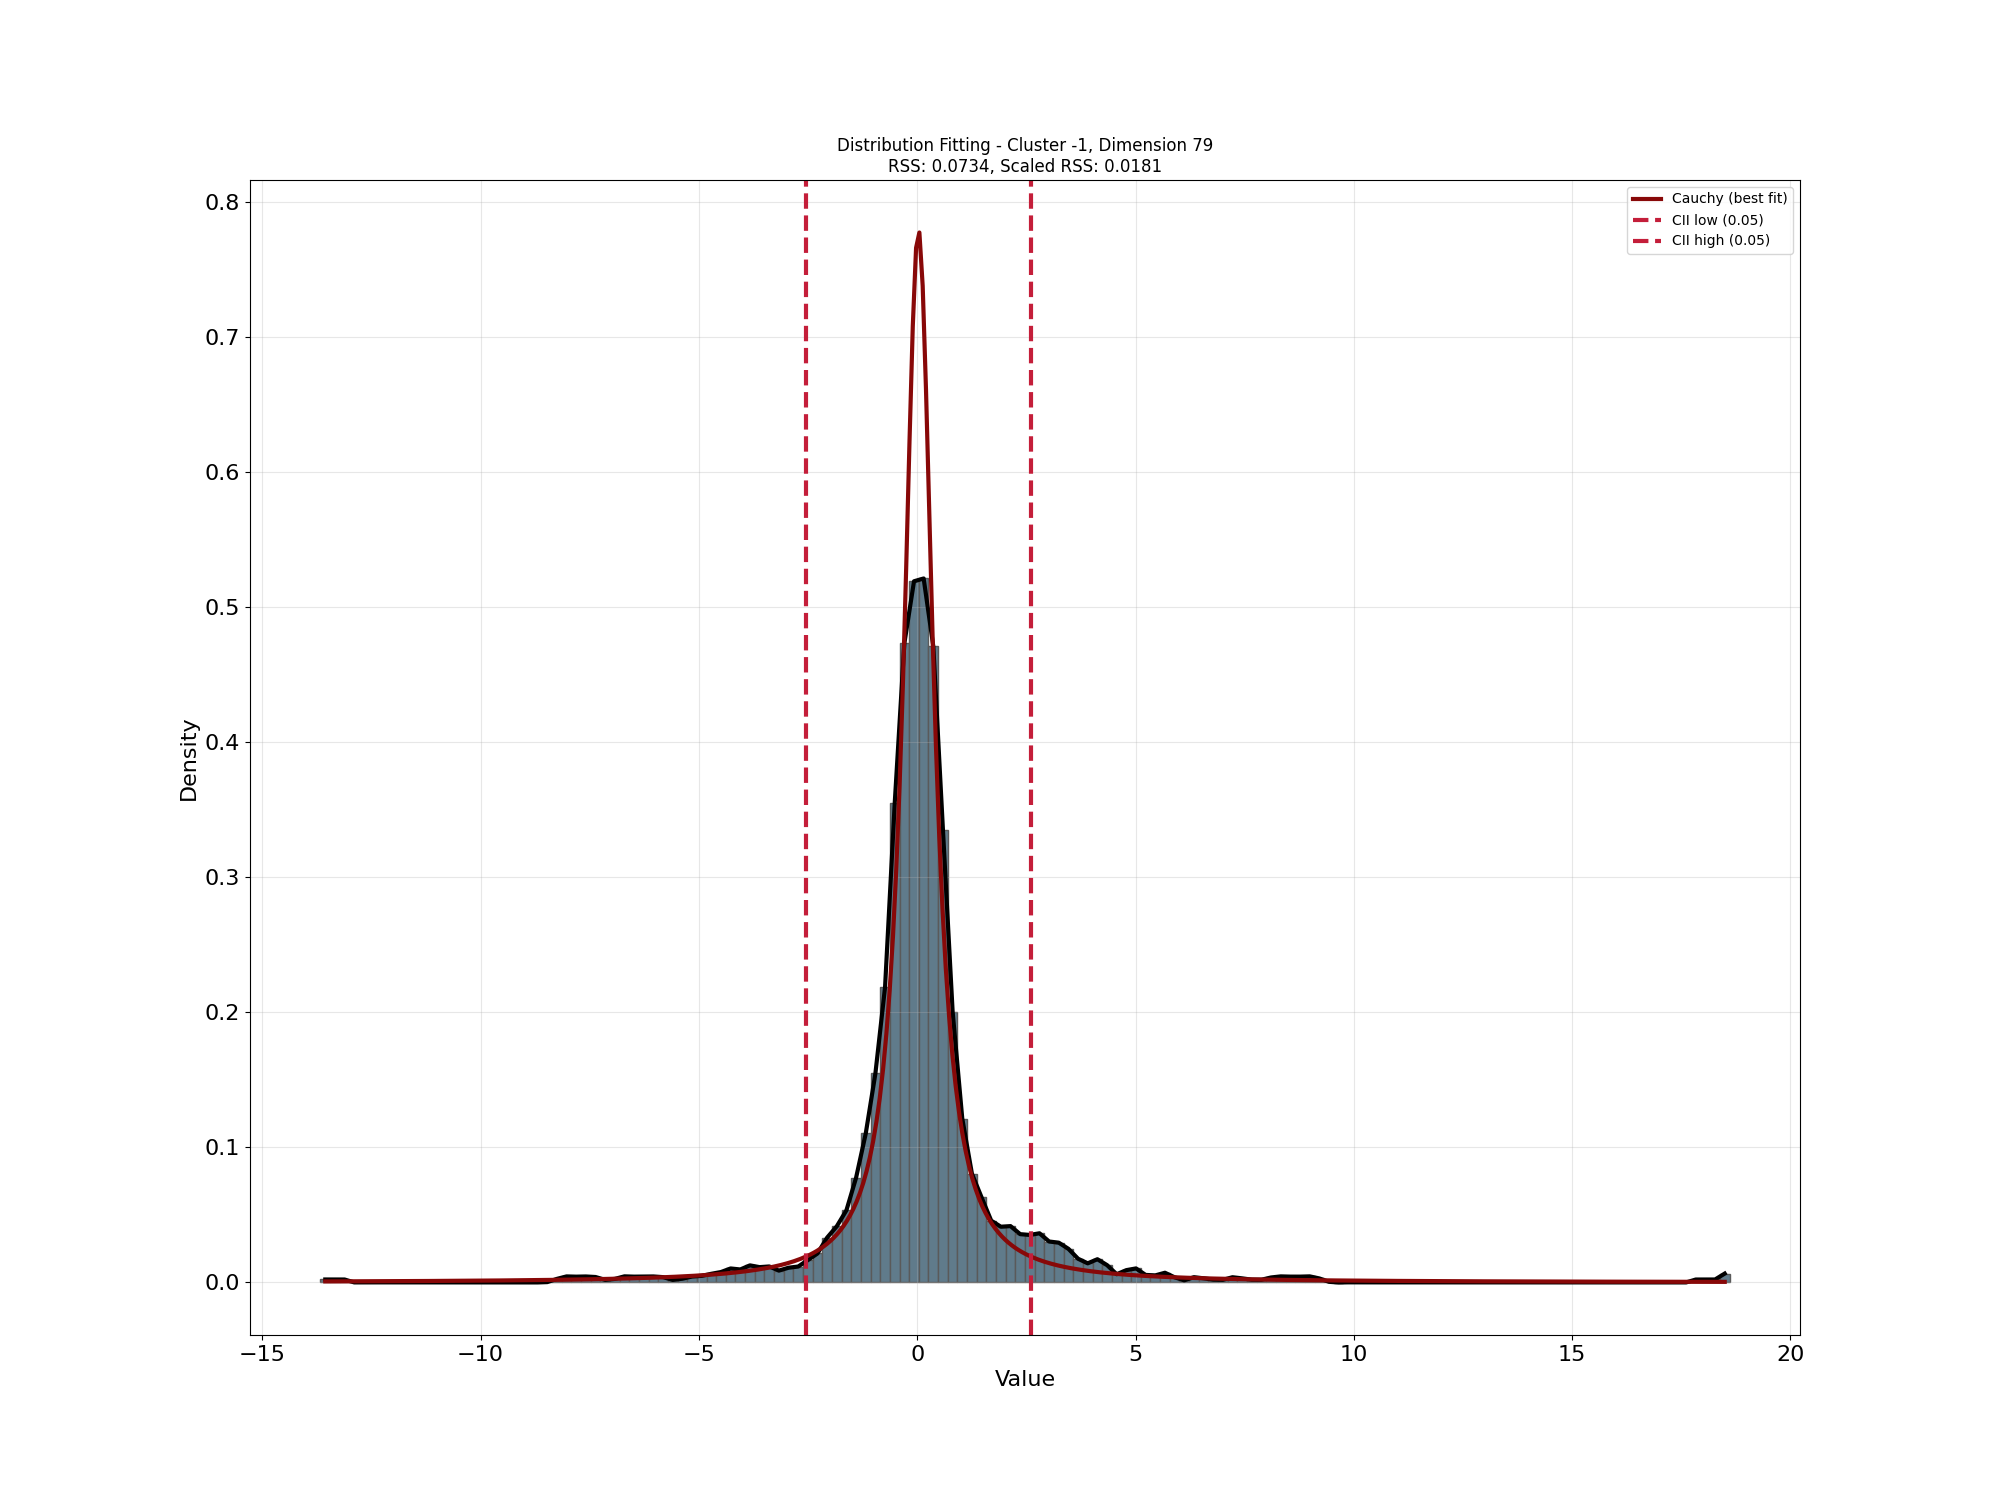 Distribution Fitting - Cluster -1, Dimension 79
RSS: 0.0734, Scaled RSS: 0.0181
Cauchy (best fit)
CII low (0.05)
CII high (0.05)
0.8
0.7
0.6
0.5
0.4
0.3
0.2
0.1
0.0
Density
−15 −10 −5 0 5 10 15 20
Value